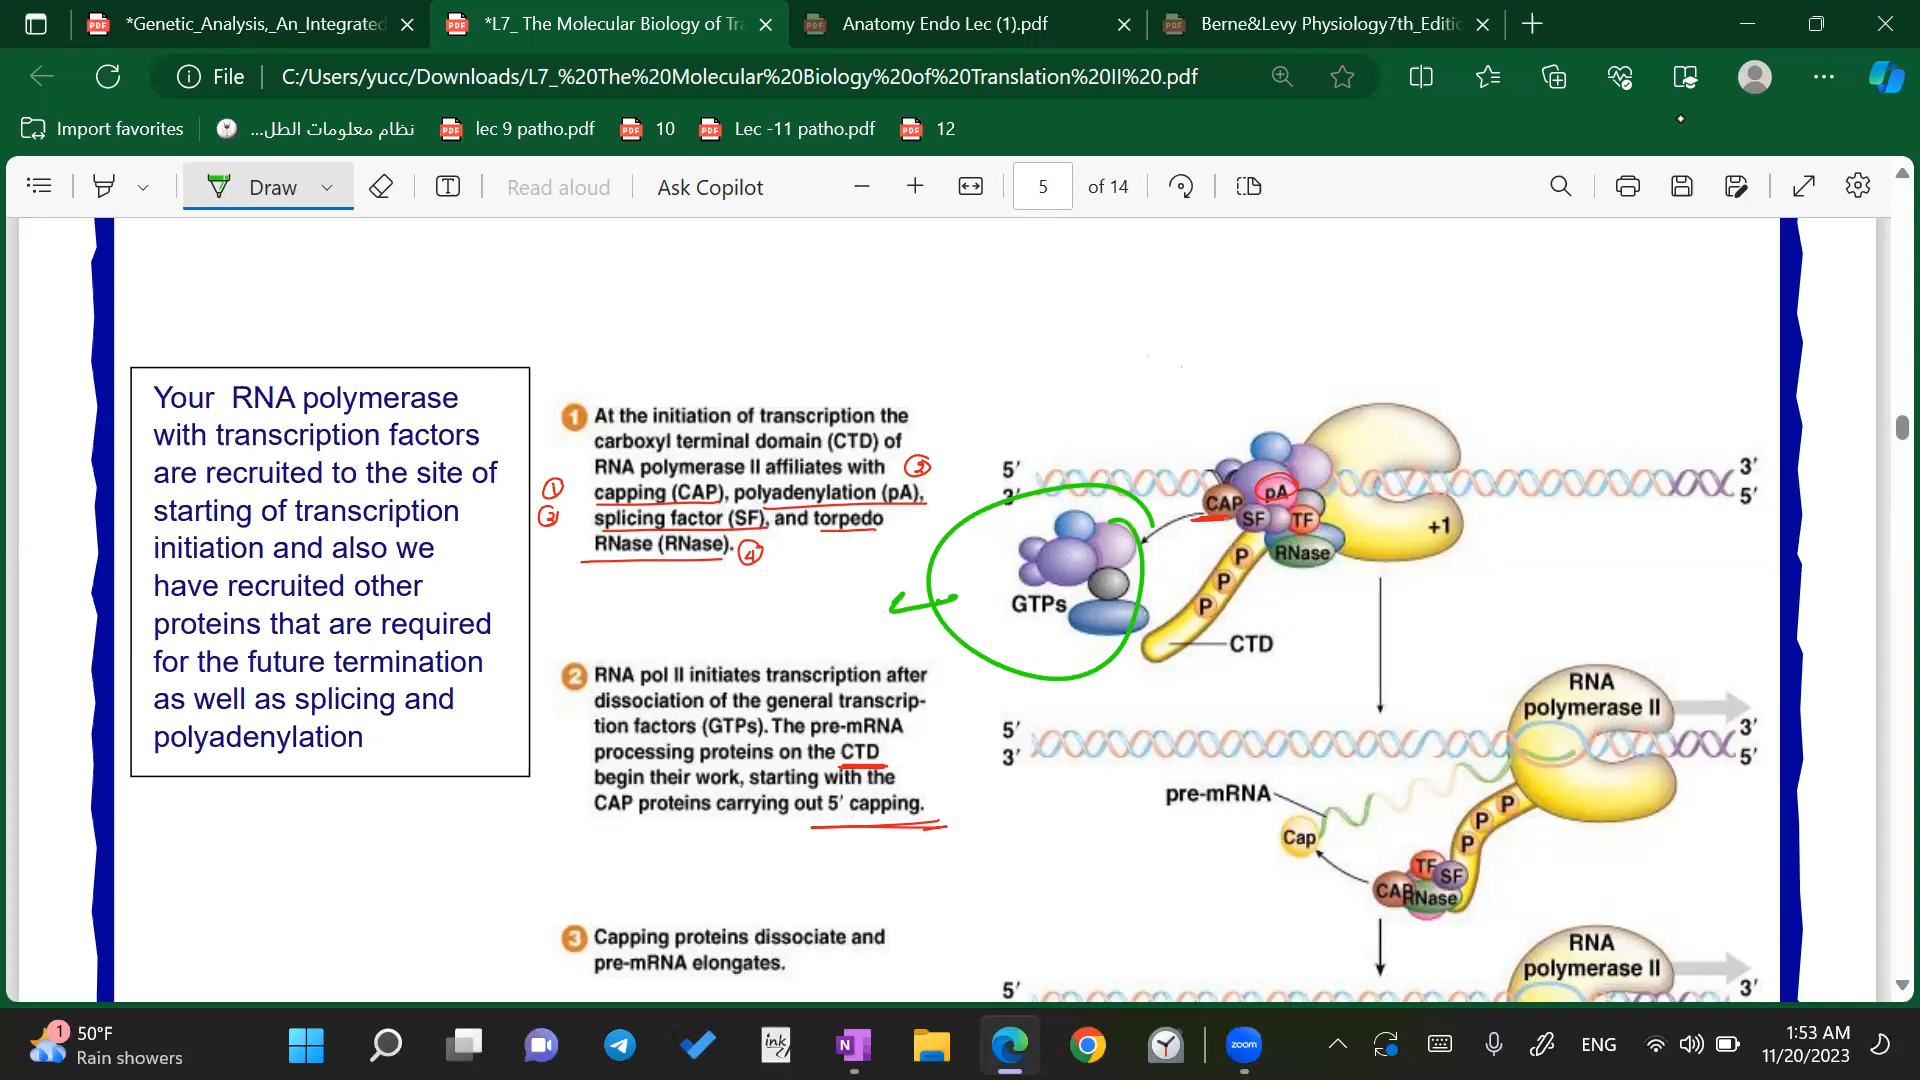 *Genetic_Analysis,_An_Integrated
*L7_ The Molecular Biology of Tra
Anatomy Endo Lec (1).pdf
Berne&Levy Physiology7th_Editic
File
C:/Users/yucc/Downloads/L7_%20The%20Molecular%20Biology%20of%20Translation%20II%20.pdf
Import favorites
نظام معلومات الطل...
lec 9 patho.pdf
10
Lec -11 patho.pdf
12
Draw
Read aloud
Ask Copilot
5
of 14
Your RNA polymerase
with transcription factors
are recruited to the site of
starting of transcription
initiation and also we
have recruited other
proteins that are required
for the future termination
as well as splicing and
polyadenylation
1 At the initiation of transcription the
carboxyl terminal domain (CTD) of
RNA polymerase II affiliates with
capping (CAP), polyadenylation (pA),
splicing factor (SF), and torpedo
RNase (RNase).
1
2
3
4
2 RNA pol II initiates transcription after
dissociation of the general transcrip-
tion factors (GTPs). The pre-mRNA
processing proteins on the CTD
begin their work, starting with the
CAP proteins carrying out 5' capping.
3 Capping proteins dissociate and
pre-mRNA elongates.
5'
3'
3'
5'
CAP
pA
SF
TF
RNase
+1
P
P
P
GTPs
CTD
RNA
polymerase II
5'
3'
3'
5'
pre-mRNA
Cap
P
P
P
TF
SF
CAP
RNase
RNA
polymerase II
5'
3'
1
50°F
Rain showers
ink
N
zoom
ENG
1:53 AM
11/20/2023